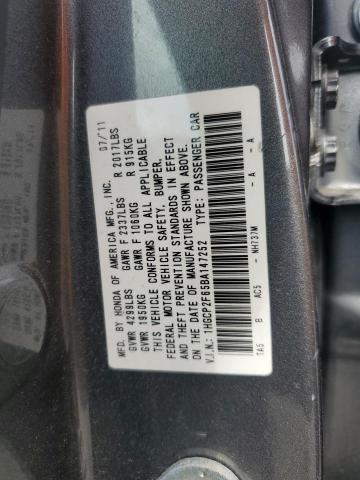 MFD. BY HONDA OF AMERICA MFG., INC. 07/11
GVWR 4299LBS GAWR F 2337LBS R 2017LBS
GVWR 1950KG GAWR F 1060KG R 915KG
THIS VEHICLE CONFORMS TO ALL APPLICABLE
FEDERAL MOTOR VEHICLE SAFETY, BUMPER,
AND THEFT PREVENTION STANDARDS IN EFFECT
ON THE DATE OF MANUFACTURE SHOWN ABOVE.
V.I.N.: 1HGCP2F65BA147252 TYPE: PASSENGER CAR
TA5 B AC5 - NH737M - A - A